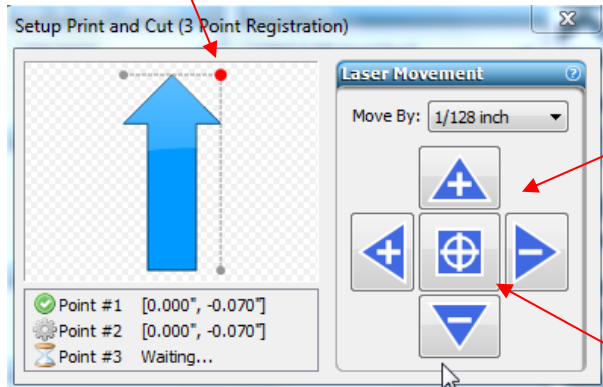 Setup Print and Cut (3 Point Registration)
Laser Movement ?
Move By: 1/128 inch
Point #1 [0.000", -0.070"]
Point #2 [0.000", -0.070"]
Point #3 Waiting...